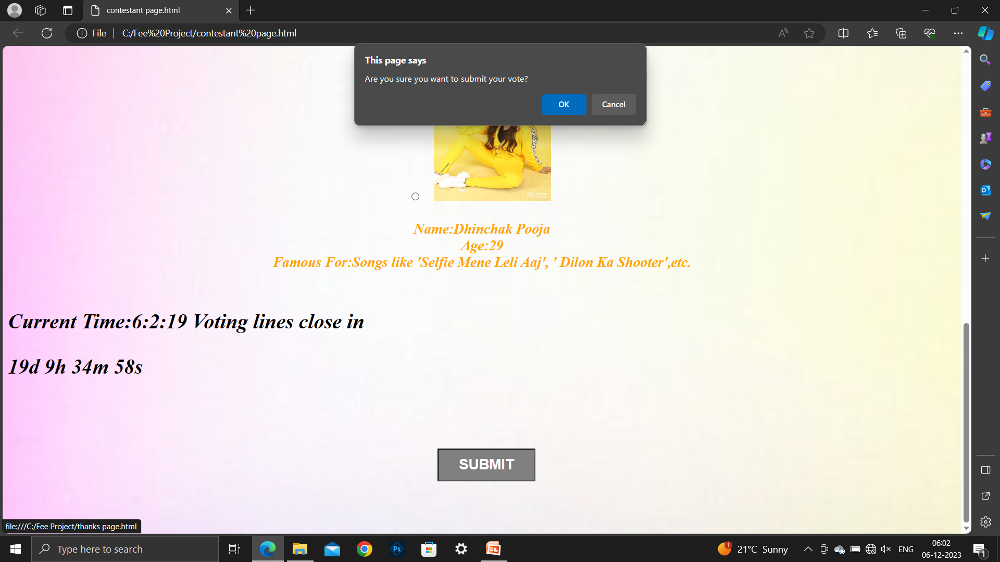 contestant page.html
File
C:/Fee%20Project/contestant%20page.html
This page says
Are you sure you want to submit your vote?
OK
Cancel
Name:Dhinchak Pooja
Age:29
Famous For:Songs like 'Selfie Mene Leli Aaj', ' Dilon Ka Shooter',etc.
Current Time:6:2:19 Voting lines close in
19d 9h 34m 58s
SUBMIT
file:///C:/Fee Project/thanks page.html
Type here to search
Ps
1
21°C Sunny
ENG
06:02
06-12-2023
1